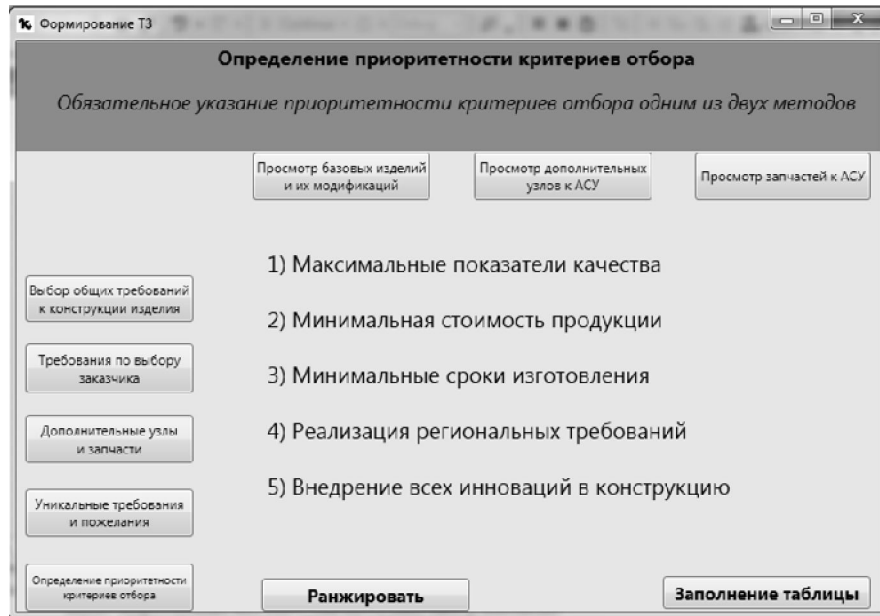 Формирование ТЗ
Определение приоритетности критериев отбора
Обязательное указание приоритетности критериев отбора одним из двух методов
Просмотр базовых изделий
и их модификаций
Просмотр дополнительных
узлов к АСУ
Просмотр запчастей к АСУ
1) Максимальные показатели качества
2) Минимальная стоимость продукции
3) Минимальные сроки изготовления
4) Реализация региональных требований
5) Внедрение всех инноваций в конструкцию
Выбор общих требований
к конструкции изделия
Требования по выбору
заказчика
Дополнительные узлы
и запчасти
Уникальные требования
и пожелания
Определение приоритетности
критериев отбора
Ранжировать
Заполнение таблицы